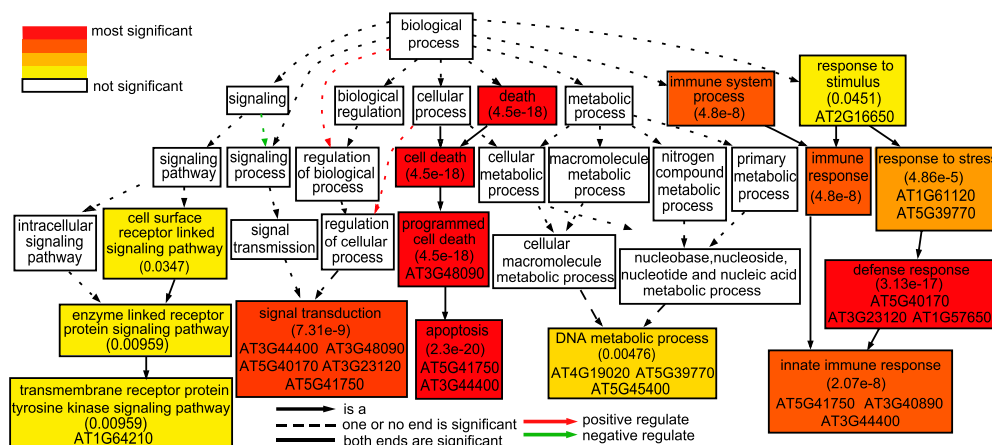 most significant
not significant
biological
process
signaling
biological
regulation
cellular
process
death
(4.5e-18)
metabolic
process
immune system
process
(4.8e-8)
response to
stimulus
(0.0451)
AT2G16650
signaling
pathway
signaling
process
regulation
of biological
process
cell death
(4.5e-18)
cellular
metabolic
process
macromolecule
metabolic
process
nitrogen
compound
metabolic
process
primary
metabolic
process
immune
response
(4.8e-8)
response to stress
(4.86e-5)
AT1G61120
AT5G39770
intracellular
signaling
pathway
cell surface
receptor linked
signaling pathway
(0.0347)
signal
transmission
regulation
of cellular
process
programmed
cell death
(4.5e-18)
AT3G48090
cellular
macromolecule
metabolic process
nucleobase,nucleoside,
nucleotide and nucleic acid
metabolic process
defense response
(3.13e-17)
AT5G40170
AT3G23120 AT1G57650
enzyme linked receptor
protein signaling pathway
(0.00959)
signal transduction
(7.31e-9)
AT3G44400 AT3G48090
AT5G40170 AT3G23120
AT5G41750
apoptosis
(2.3e-20)
AT5G41750
AT3G44400
DNA metabolic process
(0.00476)
AT4G19020 AT5G39770
AT5G45400
innate immune response
(2.07e-8)
AT5G41750 AT3G40890
AT3G44400
transmembrane receptor protein
tyrosine kinase signaling pathway
(0.00959)
AT1G64210
is a
one or no end is significant
both ends are significant
positive regulate
negative regulate